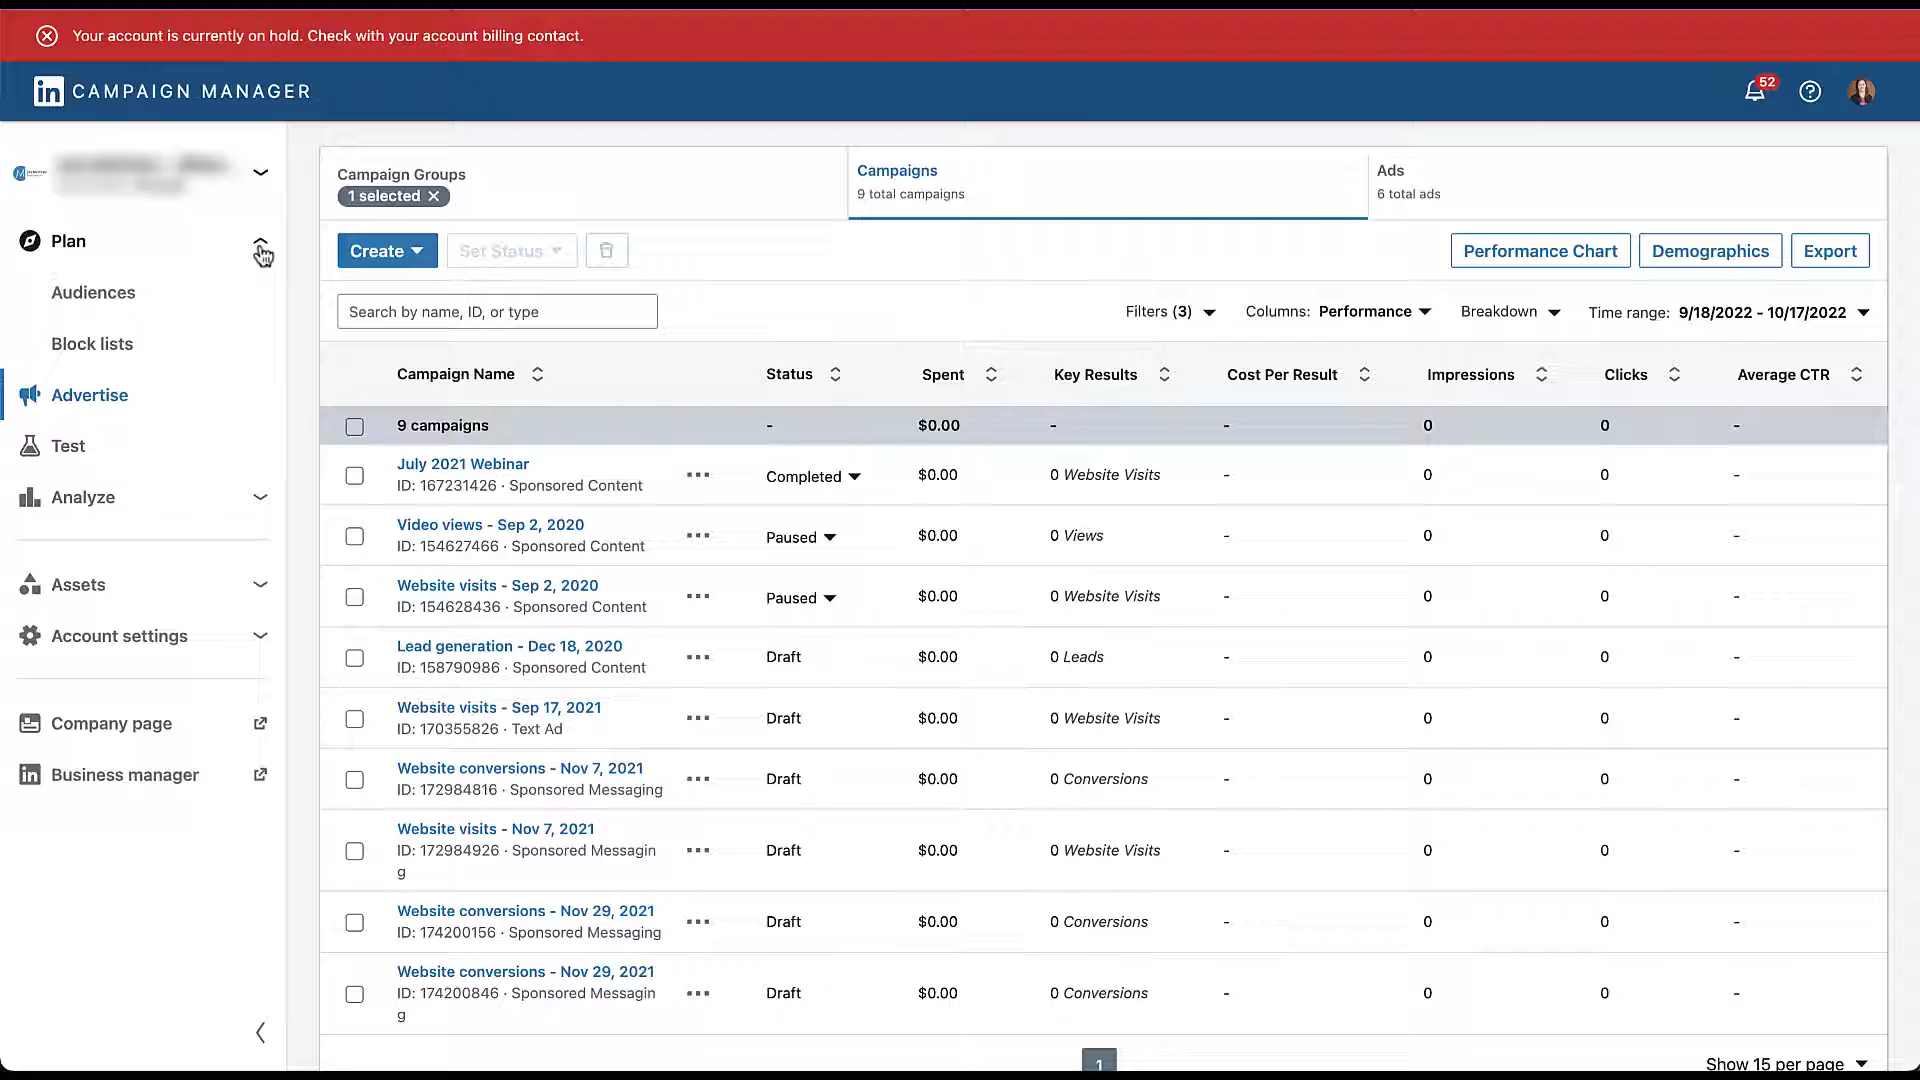 Your account is currently on hold. Check with your account billing contact.
in CAMPAIGN MANAGER
52
Plan
Audiences
Block lists
Advertise
Test
Analyze
Assets
Account settings
Company page
in Business manager
Campaign Groups
1 selected
Campaigns
9 total campaigns
Ads
6 total ads
Create
Set Status
Performance Chart
Demographics
Export
Search by name, ID, or type
Filters (3)
Columns: Performance
Breakdown
Time range: 9/18/2022 - 10/17/2022
Campaign Name Status Spent Key Results Cost Per Result Impressions Clicks Average CTR
9 campaigns - $0.00 - - 0 0 -
July 2021 Webinar
ID: 167231426 · Sponsored Content
Completed $0.00 0 Website Visits - 0 0 -
Video views - Sep 2, 2020
ID: 154627466 · Sponsored Content
Paused $0.00 0 Views - 0 0 -
Website visits - Sep 2, 2020
ID: 154628436 · Sponsored Content
Paused $0.00 0 Website Visits - 0 0 -
Lead generation - Dec 18, 2020
ID: 158790986 · Sponsored Content
Draft $0.00 0 Leads - 0 0 -
Website visits - Sep 17, 2021
ID: 170355826 · Text Ad
Draft $0.00 0 Website Visits - 0 0 -
Website conversions - Nov 7, 2021
ID: 172984816 · Sponsored Messaging
Draft $0.00 0 Conversions - 0 0 -
Website visits - Nov 7, 2021
ID: 172984926 · Sponsored Messagin
g
Draft $0.00 0 Website Visits - 0 0 -
Website conversions - Nov 29, 2021
ID: 174200156 · Sponsored Messaging
Draft $0.00 0 Conversions - 0 0 -
Website conversions - Nov 29, 2021
ID: 174200846 · Sponsored Messagin
g
Draft $0.00 0 Conversions - 0 0 -
1
Show 15 per page